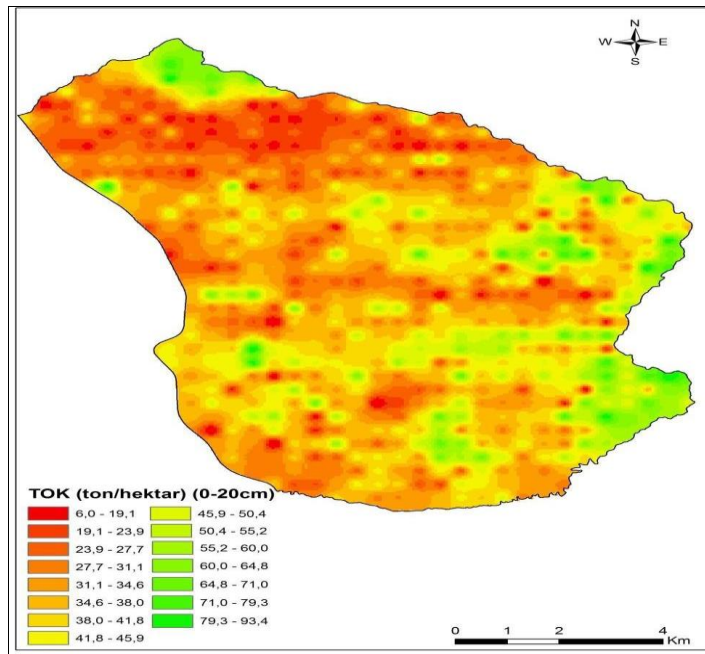 N
W E
S
TOK (ton/hektar) (0-20cm)
6,0 - 19,1
19,1 - 23,9
23,9 - 27,7
27,7 - 31,1
31,1 - 34,6
34,6 - 38,0
38,0 - 41,8
41,8 - 45,9
45,9 - 50,4
50,4 - 55,2
55,2 - 60,0
60,0 - 64,8
64,8 - 71,0
71,0 - 79,3
79,3 - 93,4
0 1 2 4
Km